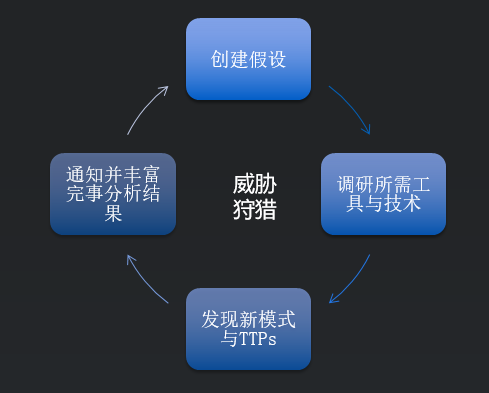 创建假设
通知并丰富
完事分析结
果
威胁
狩猎
调研所需工
具与技术
发现新模式
与TTPs